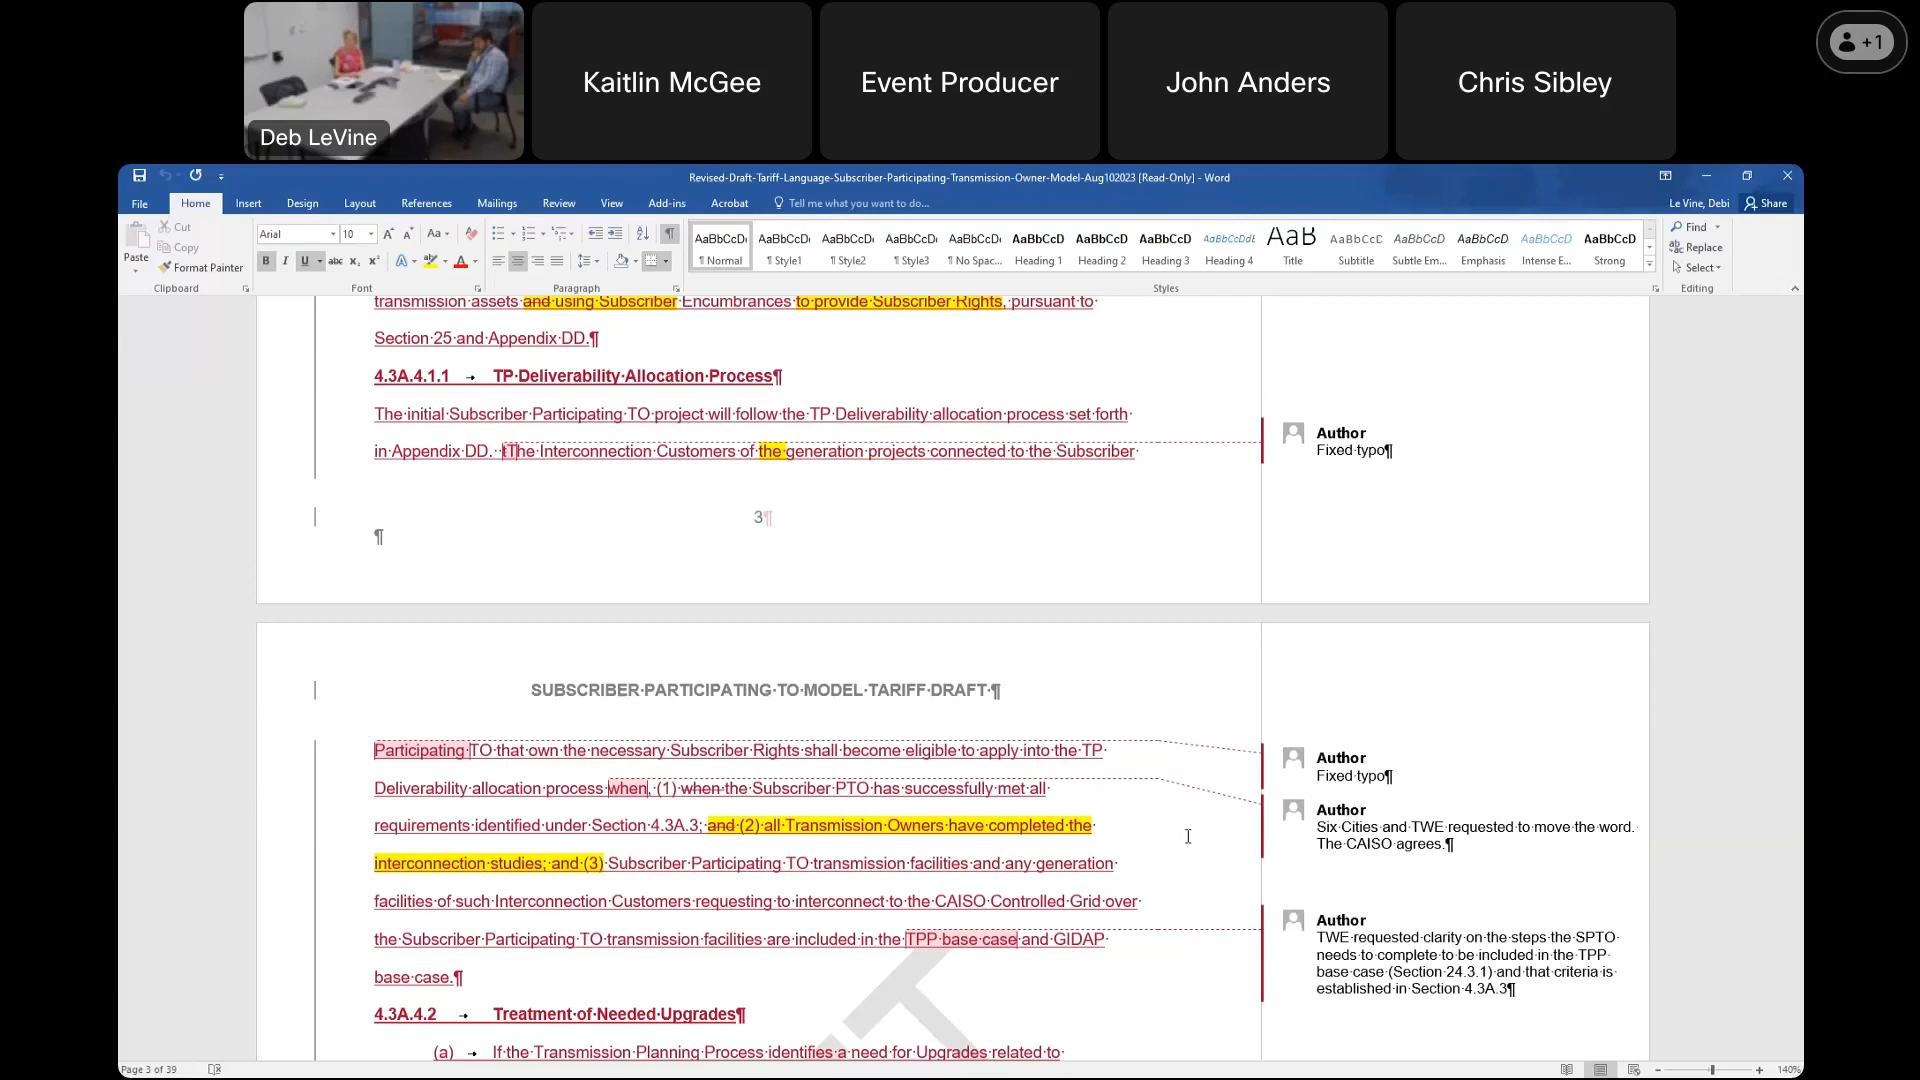 Deb LeVine
Kaitlin McGee
Event Producer
John Anders
Chris Sibley
+1
Revised-Draft-Tariff-Language-Subscriber-Participating-Transmission-Owner-Model-Aug102023 [Read-Only] - Word
File Home Insert Design Layout References Mailings Review View Add-ins Acrobat Tell me what you want to do... Le Vine, Debi Share
Paste
Cut
Copy
Format Painter
Clipboard
Arial 10
Font
Paragraph
AaBbCcDı AaBbCcDı AaBbCcDı AaBbCcDı AaBbCcDı AaBbCcD AaBbCcD AaBbCcD AaBbCcDdE AaB AaBbCcC AaBbCcD AaBbCcD AaBbCcD AaBbCcD
¶ Normal ¶ Style1 ¶ Style2 ¶ Style3 ¶ No Spac... Heading 1 Heading 2 Heading 3 Heading 4 Title Subtitle Subtle Em... Emphasis Intense E... Strong
Styles
Find
Replace
Select
Editing
transmission assets and using Subscriber Encumbrances to provide Subscriber Rights, pursuant to
Section 25 and Appendix DD.¶
4.3A.4.1.1 → TP Deliverability Allocation Process¶
The initial Subscriber Participating TO project will follow the TP Deliverability allocation process set forth
in Appendix DD. tThe Interconnection Customers of the generation projects connected to the Subscriber
Author
Fixed typo¶
3¶
¶
SUBSCRIBER PARTICIPATING TO MODEL TARIFF DRAFT ¶
Participating TO that own the necessary Subscriber Rights shall become eligible to apply into the TP
Deliverability allocation process when, (1) when the Subscriber PTO has successfully met all
requirements identified under Section 4.3A.3; and (2) all Transmission Owners have completed the
interconnection studies; and (3) Subscriber Participating TO transmission facilities and any generation
facilities of such Interconnection Customers requesting to interconnect to the CAISO Controlled Grid over
the Subscriber Participating TO transmission facilities are included in the TPP base case and GIDAP
base case.¶
4.3A.4.2 → Treatment of Needed Upgrades¶
(a) → If the Transmission Planning Process identifies a need for Upgrades related to
Author
Fixed typo¶
Author
Six Cities and TWE requested to move the word.
The CAISO agrees.¶
Author
TWE requested clarity on the steps the SPTO
needs to complete to be included in the TPP
base case (Section 24.3.1) and that criteria is
established in Section 4.3A.3¶
Page 3 of 39
140%